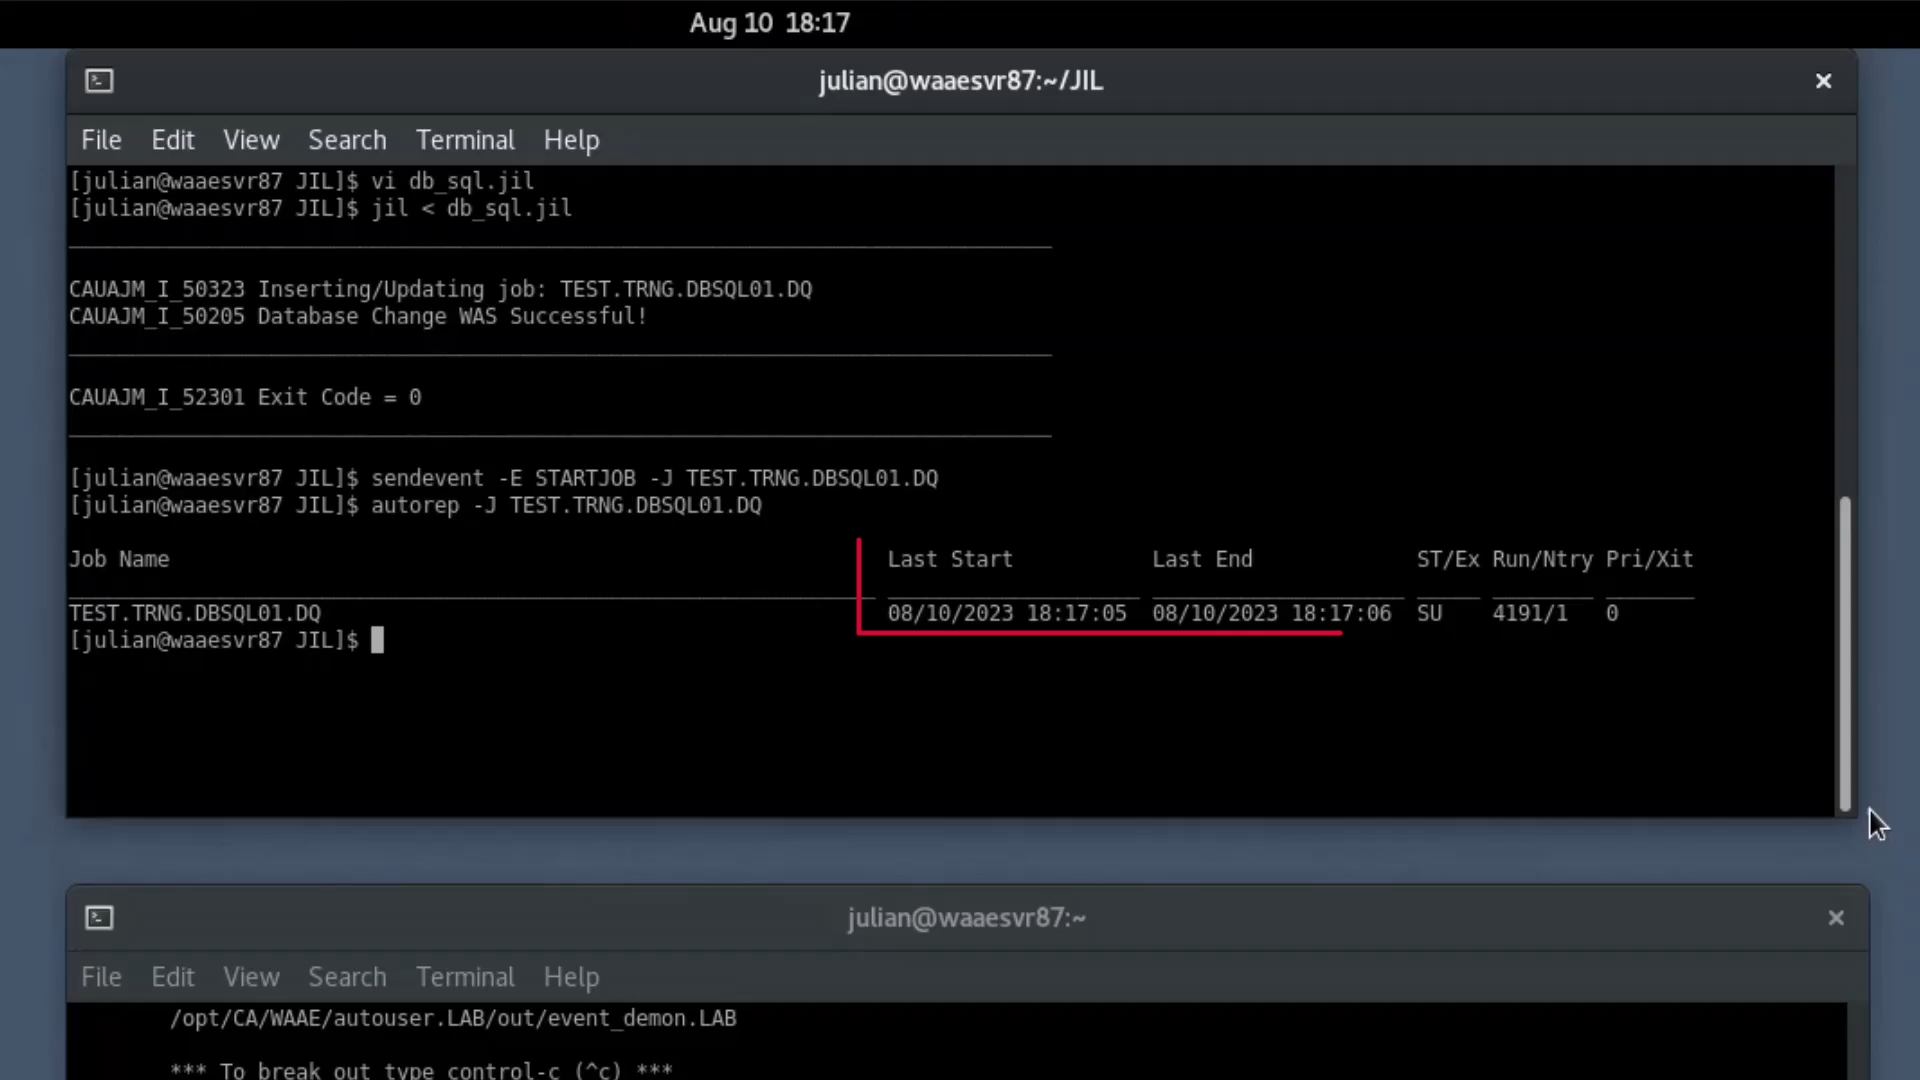 Aug 10 18:17
julian@waaesvr87:~/JIL
File Edit View Search Terminal Help
[julian@waaesvr87 JIL]$ vi db_sql.jil
[julian@waaesvr87 JIL]$ jil < db_sql.jil
CAUAJM_I_50323 Inserting/Updating job: TEST.TRNG.DBSQL01.DQ
CAUAJM_I_50205 Database Change WAS Successful!
CAUAJM_I_52301 Exit Code = 0
[julian@waaesvr87 JIL]$ sendevent -E STARTJOB -J TEST.TRNG.DBSQL01.DQ
[julian@waaesvr87 JIL]$ autorep -J TEST.TRNG.DBSQL01.DQ
Job Name Last Start Last End ST/Ex Run/Ntry Pri/Xit
TEST.TRNG.DBSQL01.DQ 08/10/2023 18:17:05 08/10/2023 18:17:06 SU 4191/1 0
[julian@waaesvr87 JIL]$
julian@waaesvr87:~
File Edit View Search Terminal Help
/opt/CA/WAAE/autouser.LAB/out/event_demon.LAB
*** To break out type control-c (^c) ***